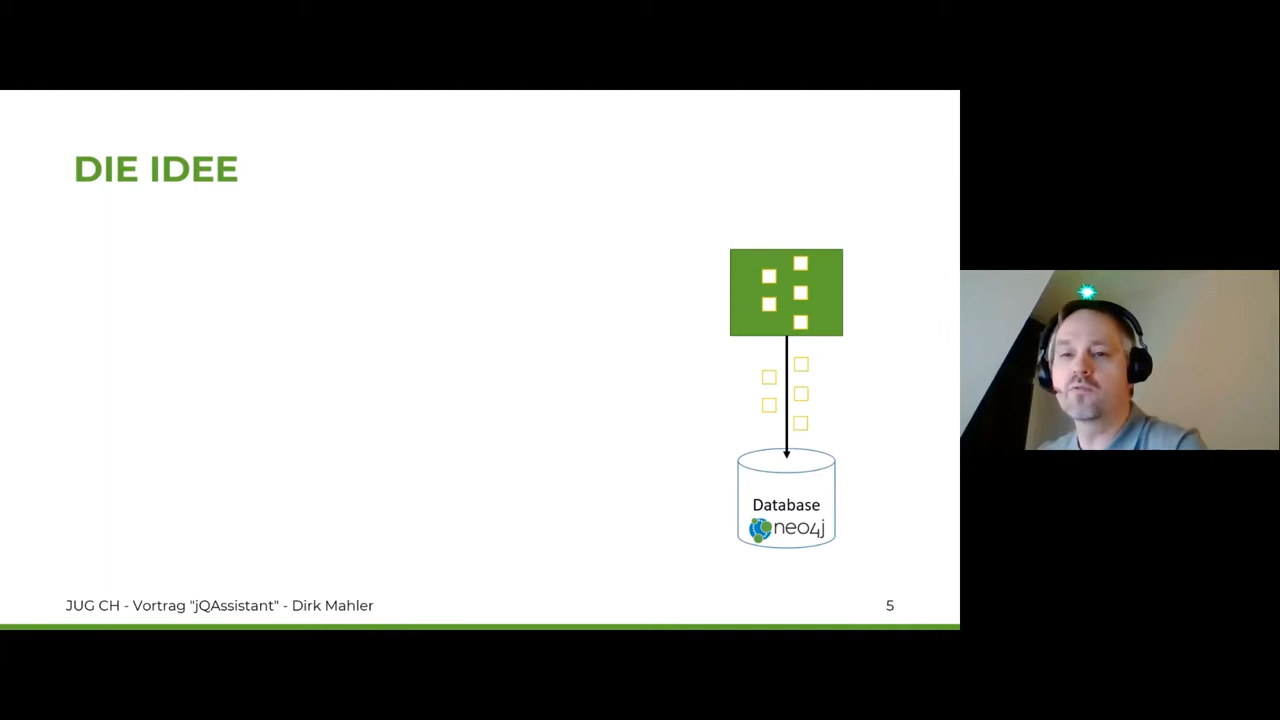 DIE IDEE
Database
neo4j
JUG CH - Vortrag "jQAssistant" - Dirk Mahler
5